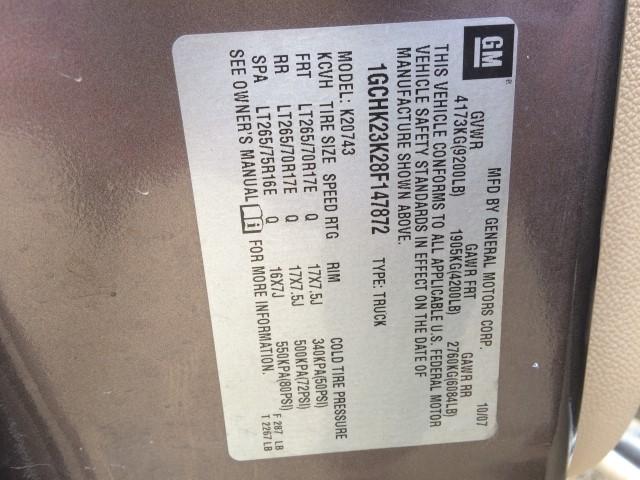 GM
®
MFD BY GENERAL MOTORS CORP. 10/07
GVWR GAWR FRT GAWR RR
4173KG(9200LB) 1905KG(4200LB) 2760KG(6084LB)
THIS VEHICLE CONFORMS TO ALL APPLICABLE U.S. FEDERAL MOTOR
VEHICLE SAFETY STANDARDS IN EFFECT ON THE DATE OF
MANUFACTURE SHOWN ABOVE.
1GCHK23K28F147872 TYPE: TRUCK
MODEL: K20743
KCVH TIRE SIZE SPEED RTG RIM COLD TIRE PRESSURE
FRT LT265/70R17E Q 17X7.5J 340KPA(50PSI)
RR LT265/70R17E Q 17X7.5J 500KPA(72PSI)
SPA LT265/75R16E Q 16X7J 550KPA(80PSI)
SEE OWNER'S MANUAL FOR MORE INFORMATION.
F 287 LB
T 2267 LB